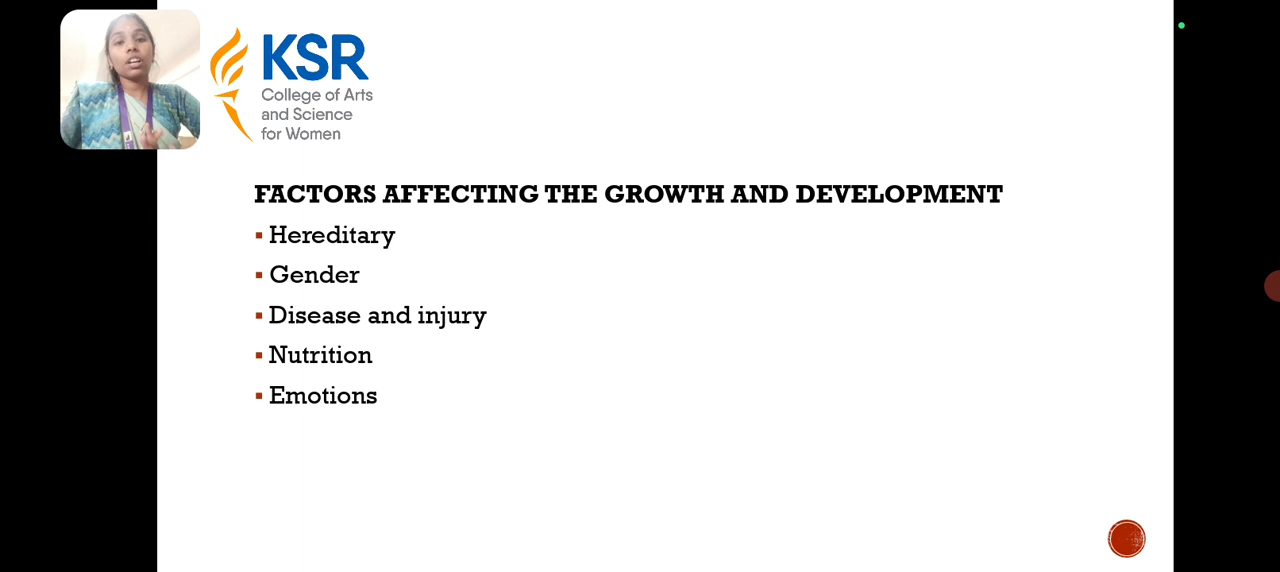 KSR
College of Arts
and Science
for Women
FACTORS AFFECTING THE GROWTH AND DEVELOPMENT
▪ Hereditary
▪ Gender
▪ Disease and injury
▪ Nutrition
▪ Emotions